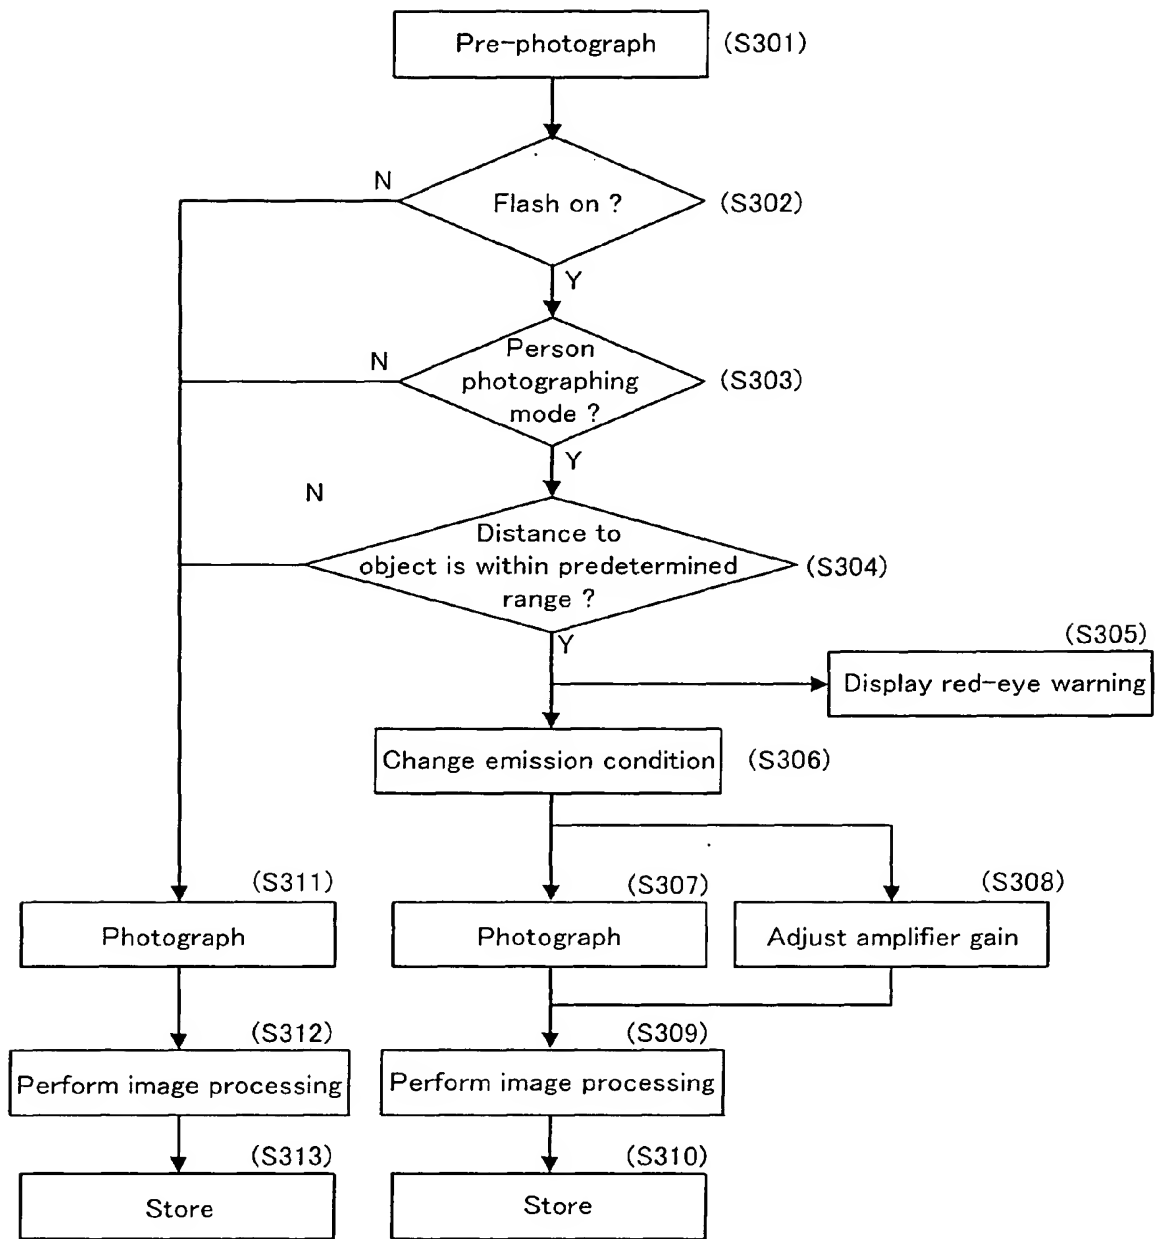 Pre-photograph (S301)
N
Flash on ? (S302)
Y
N
Person
photographing
mode ?
(S303)
Y
N
Distance to
object is within predetermined
range ?
(S304)
Y
(S305)
Display red-eye warning
Change emission condition (S306)
(S311)
Photograph
(S307)
Photograph
(S308)
Adjust amplifier gain
(S312)
Perform image processing
(S309)
Perform image processing
(S313)
Store
(S310)
Store